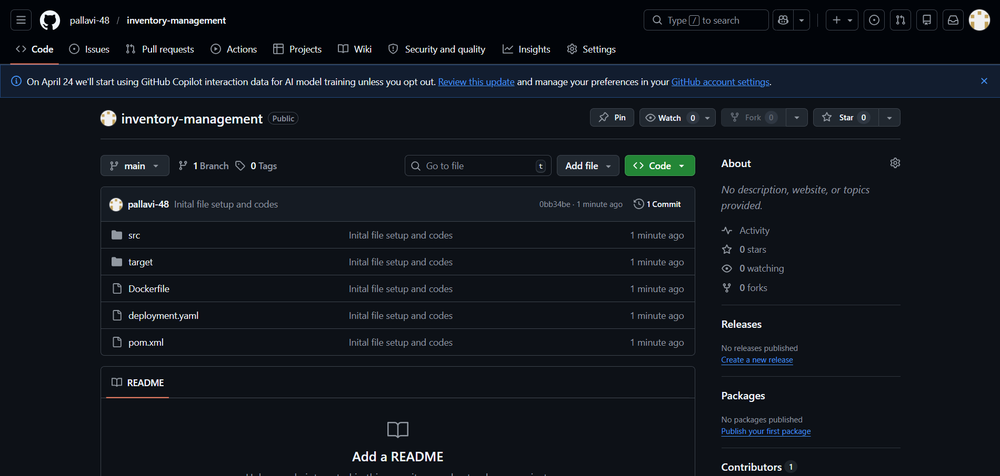 pallavi-48 / inventory-management
Type / to search
Code
Issues
Pull requests
Actions
Projects
Wiki
Security and quality
Insights
Settings
On April 24 we'll start using GitHub Copilot interaction data for AI model training unless you opt out. Review this update and manage your preferences in your GitHub account settings.
inventory-management Public
Pin
Watch 0
Fork 0
Star 0
main
1 Branch
0 Tags
Go to file t
Add file
Code
pallavi-48 Inital file setup and codes 0bb34be · 1 minute ago 1 Commit
src Inital file setup and codes 1 minute ago
target Inital file setup and codes 1 minute ago
Dockerfile Inital file setup and codes 1 minute ago
deployment.yaml Inital file setup and codes 1 minute ago
pom.xml Inital file setup and codes 1 minute ago
README
Add a README
About
No description, website, or topics
provided.
Activity
0 stars
0 watching
0 forks
Releases
No releases published
Create a new release
Packages
No packages published
Publish your first package
Contributors 1